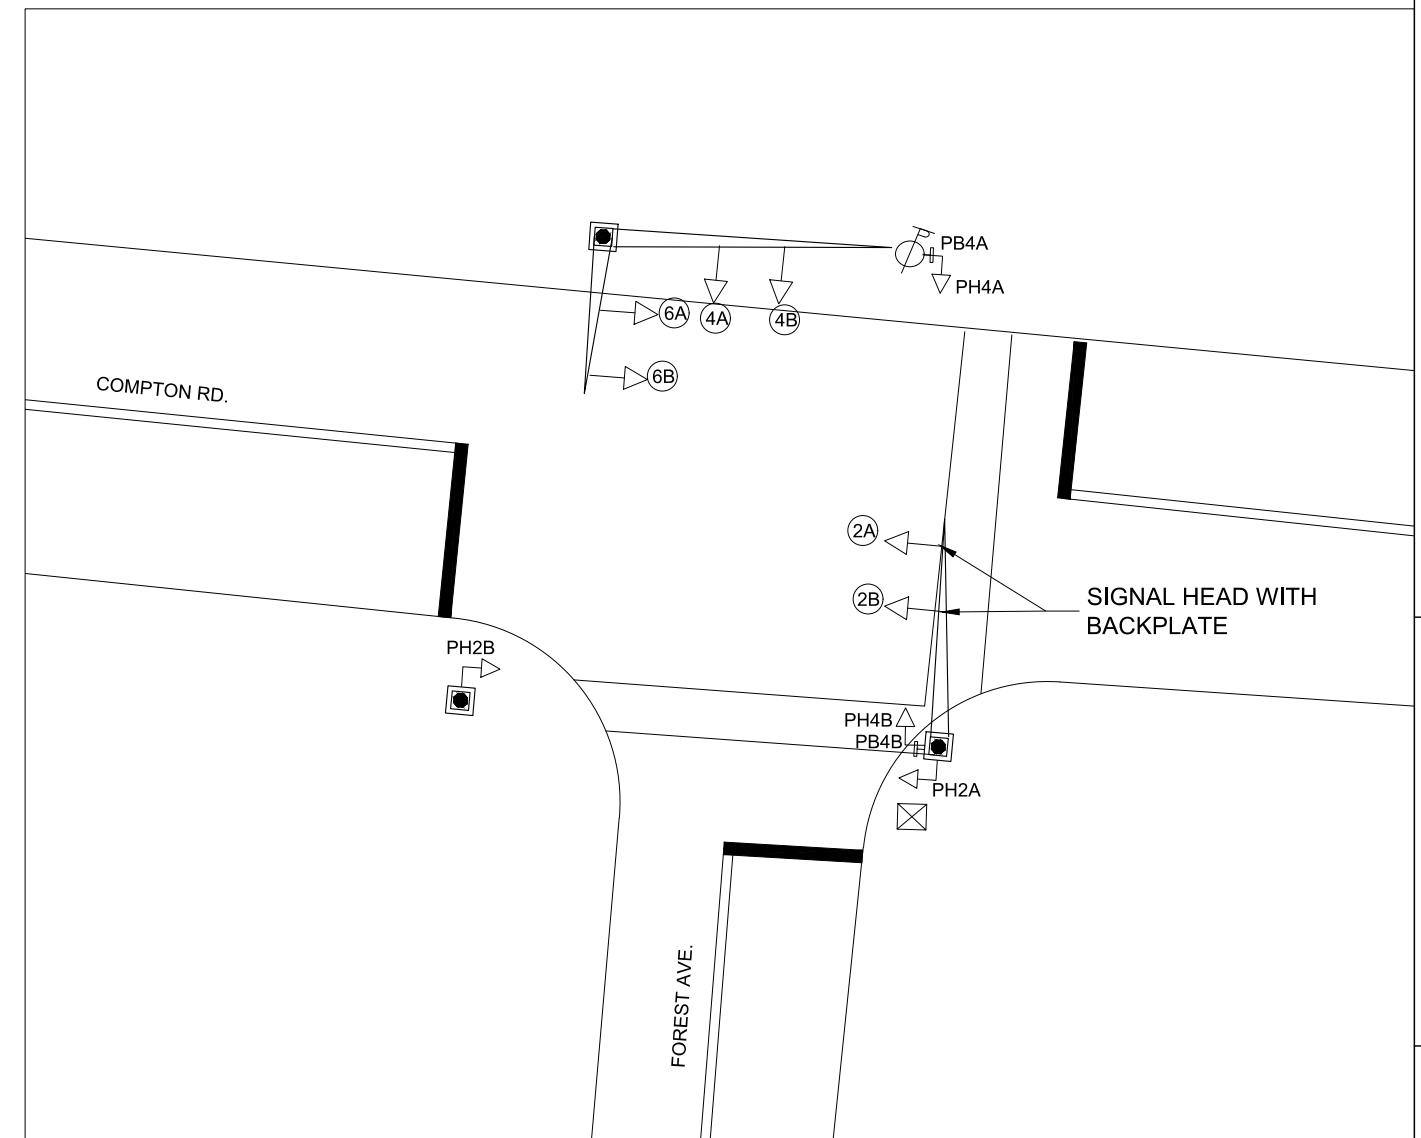 PB4A
PH4A
6A
4A
4B
6B
COMPTON RD.
2A
2B
SIGNAL HEAD WITH
BACKPLATE
PH2B
PH4B
PB4B
PH2A
FOREST AVE.